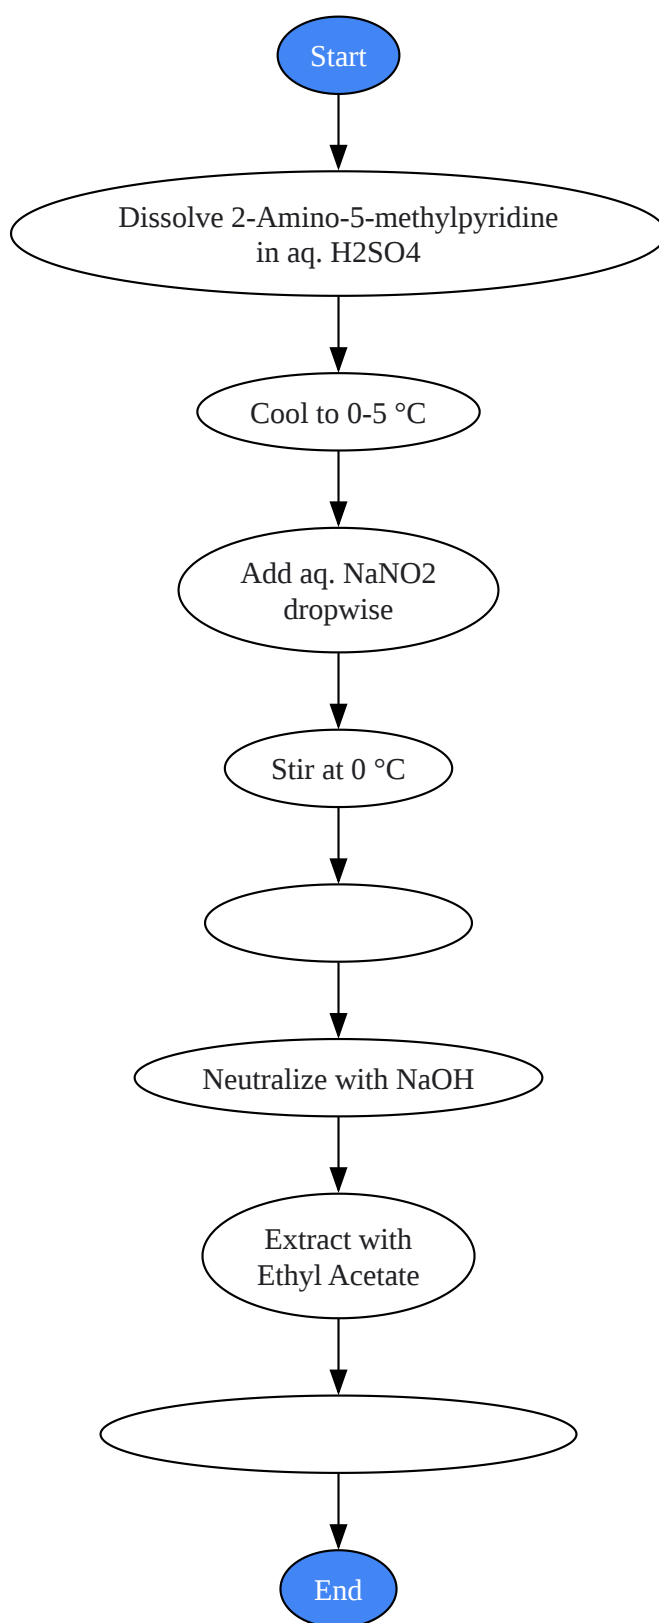 Start
Dissolve 2-Amino-5-methylpyridine
in aq. H2SO4
Cool to 0-5 °C
Add aq. NaNO2
dropwise
Stir at 0 °C
Neutralize with NaOH
Extract with
Ethyl Acetate
End